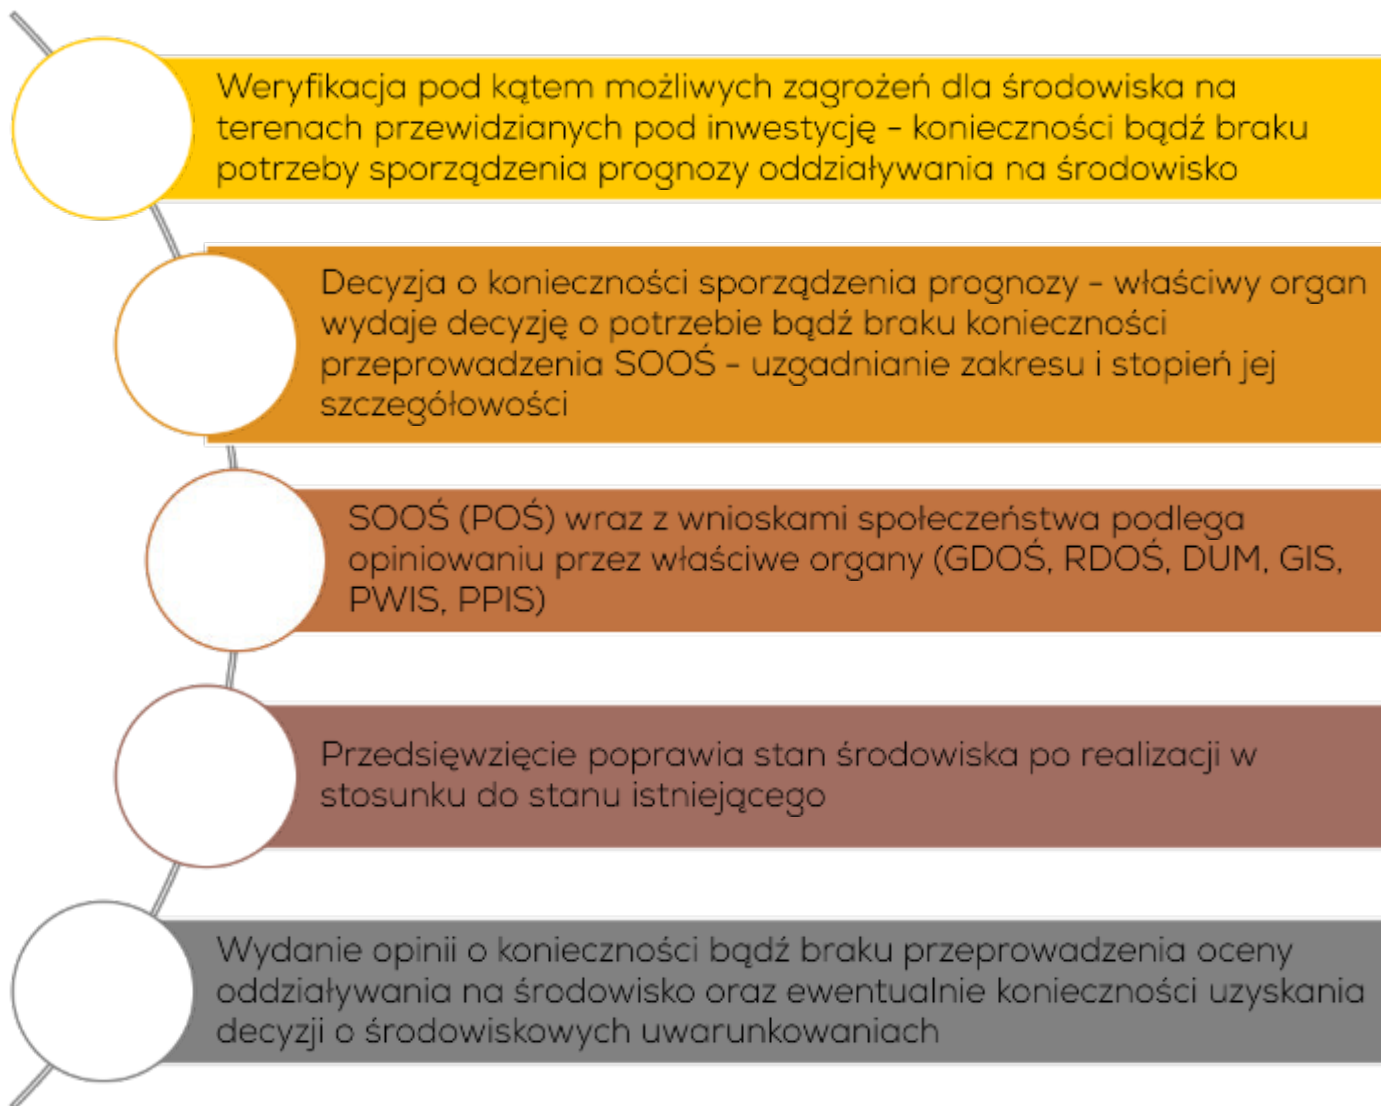 Weryfikacja pod kątem możliwych zagrożeń dla środowiska na
terenach przewidzianych pod inwestycję - konieczności bądź braku
potrzeby sporządzenia prognozy oddziaływania na środowisko
Decyzja o konieczności sporządzenia prognozy - właściwy organ
wydaje decyzję o potrzebie bądź braku konieczności
przeprowadzenia SOOŚ - uzgadnianie zakresu i stopień jej
szczegółowości
SOOŚ (POŚ) wraz z wnioskami społeczeństwa podlega
opiniowaniu przez właściwe organy (GDOŚ, RDOŚ, DUM, GIS,
PWIS, PPIS)
Przedsięwzięcie poprawia stan środowiska po realizacji w
stosunku do stanu istniejącego
Wydanie opinii o konieczności bądź braku przeprowadzenia oceny
oddziaływania na środowisko oraz ewentualnie konieczności uzyskania
decyzji o środowiskowych uwarunkowaniach